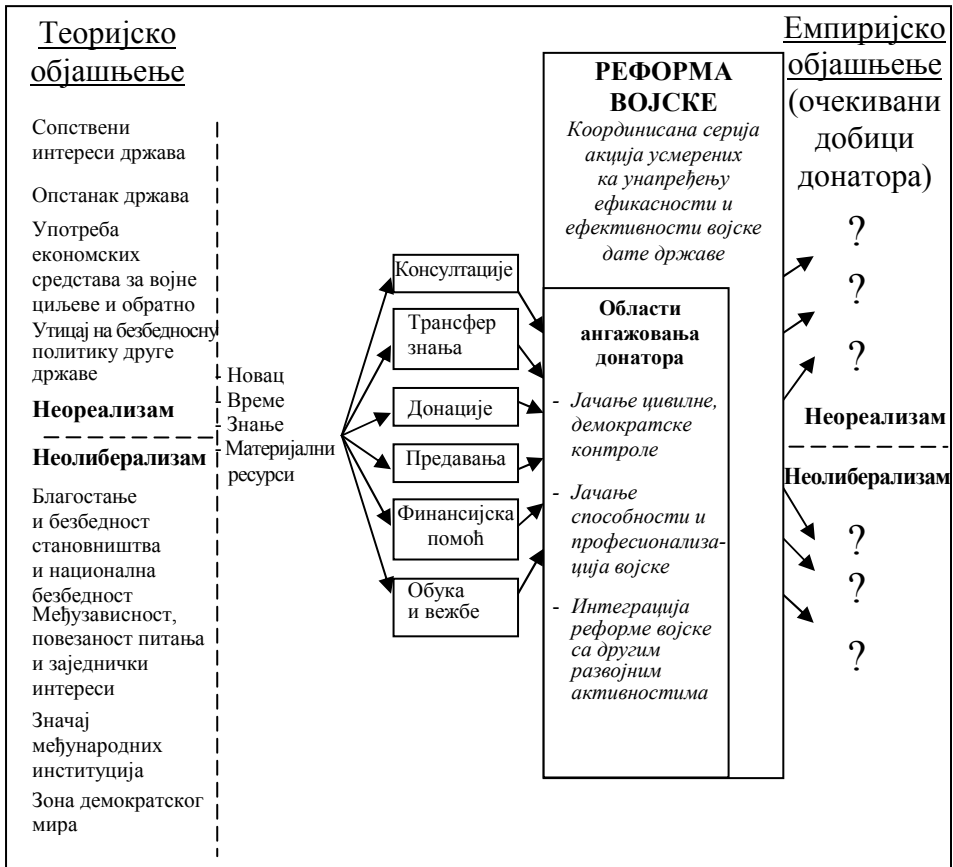 Теоријско
објашњење
Сопствени
интереси држава
Опстанак држава
Употреба
економских
средстава за војне
циљеве и обратно
Утицај на безбедносну
политику друге
државе
Неореализам
Неолиберализам
Благостање
и безбедност
становништва
и национална
безбедност
Међузависност,
повезаност питања
и заједнички
интереси
Значај
међународних
институција
Зона демократског
мира
- Новац
- Време
- Знање
- Материјални
ресурси
Консултације
Трансфер
знања
Донације
Предавања
Финансијска
помоћ
Обука
и вежбе
РЕФОРМА
ВОЈСКЕ
Координисана серија
акција усмерених
ка унапређењу
ефикасности и
ефективности војске
дате државе
Области
ангажовања
донатора
- Јачање цивилне,
демократске
контроле
- Јачање
способности и
професионализа-
ција војске
- Интеграција
реформе војске
са другим
развојним
активностима
Емпиријско
објашњење
(очекивани
добици
донатора)
?
?
?
Неореализам
Неолиберализам
?
?
?